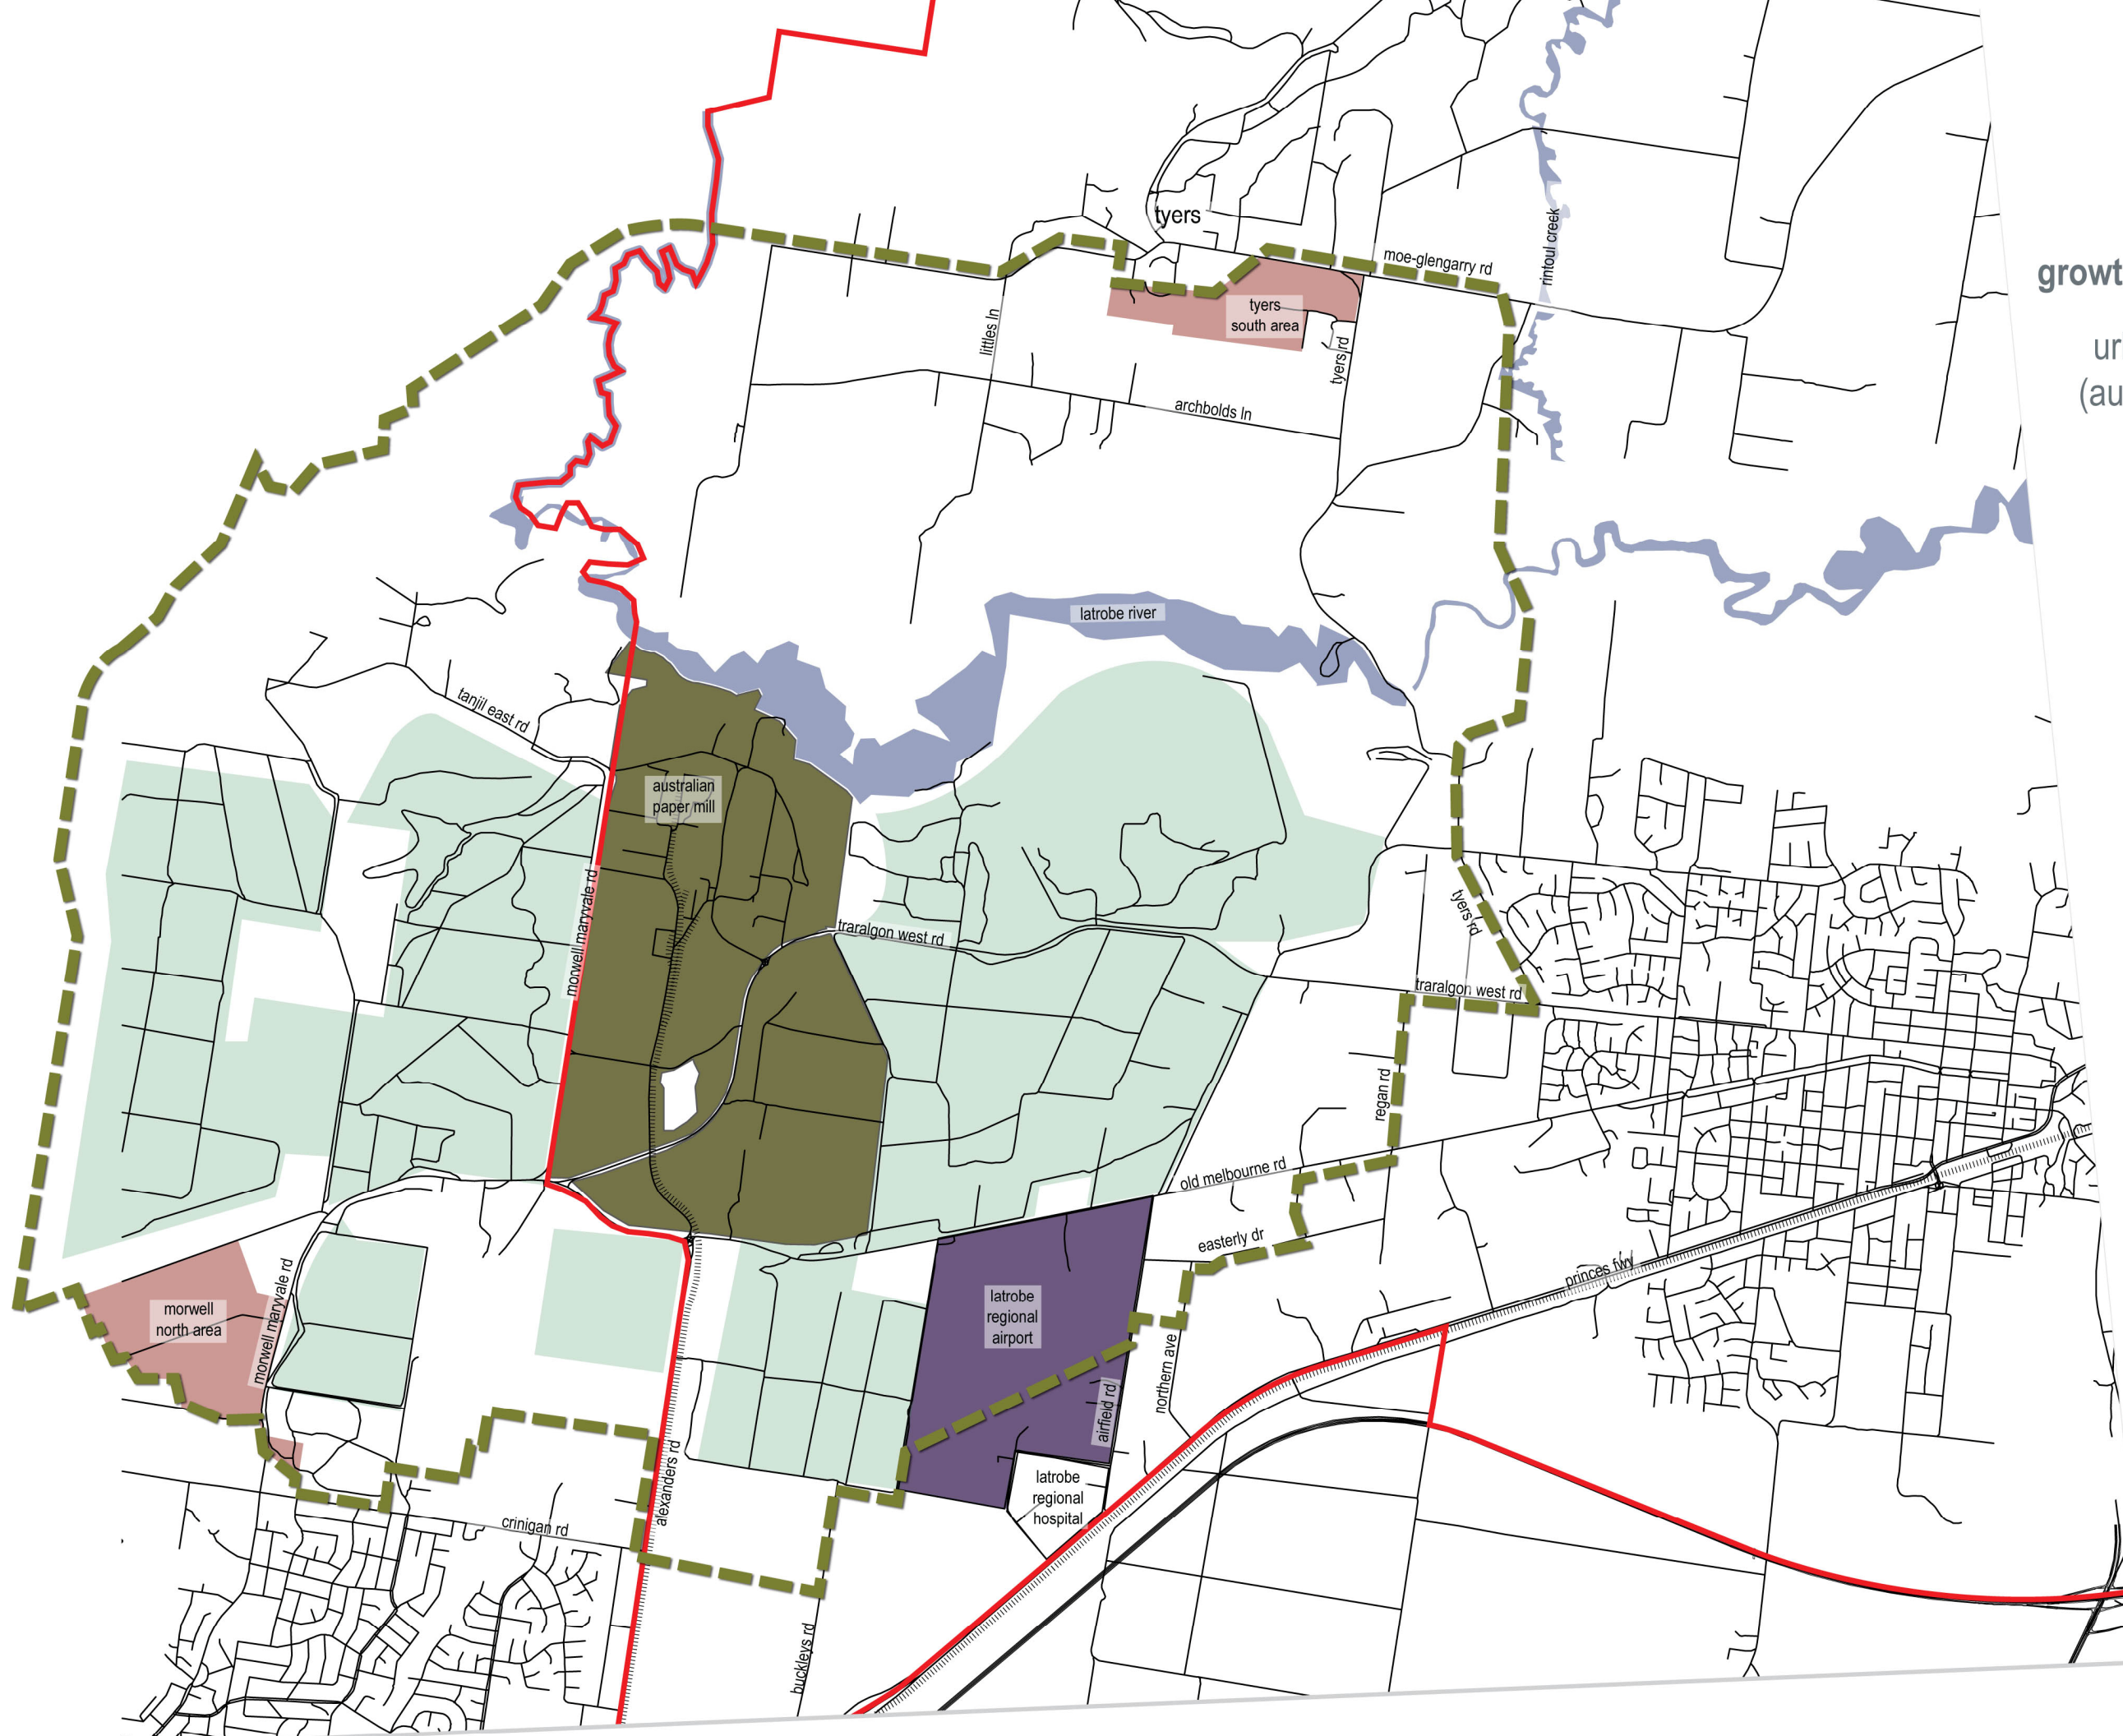 tyers
moe-glengarry rd
rintoul creek
growt
ur
(au
tyers
south area
littles ln
tyers rd
archbolds ln
latrobe river
tanjil east rd
australian
paper mill
morwell maryvale rd
traralgon west rd
tyers rd
traralgon west rd
regan rd
old melbourne rd
easterly dr
princes fwy
morwell
north area
morwell maryvale rd
latrobe
regional
airport
northern ave
airfield rd
alexanders rd
latrobe
regional
hospital
crinigan rd
buckleys rd